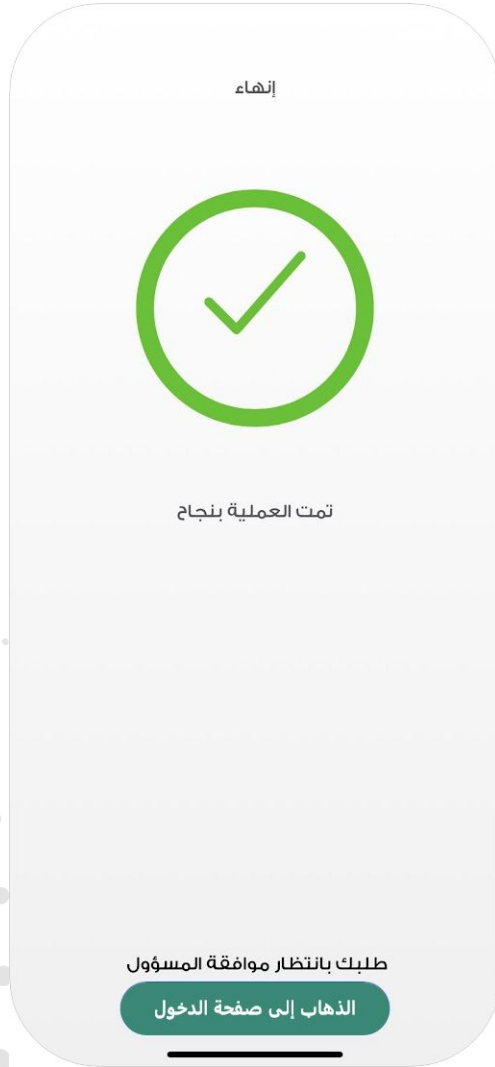 إنهاء
تمت العملية بنجاح
طلبك بانتظار موافقة المسؤول
الذهاب إلى صفحة الدخول